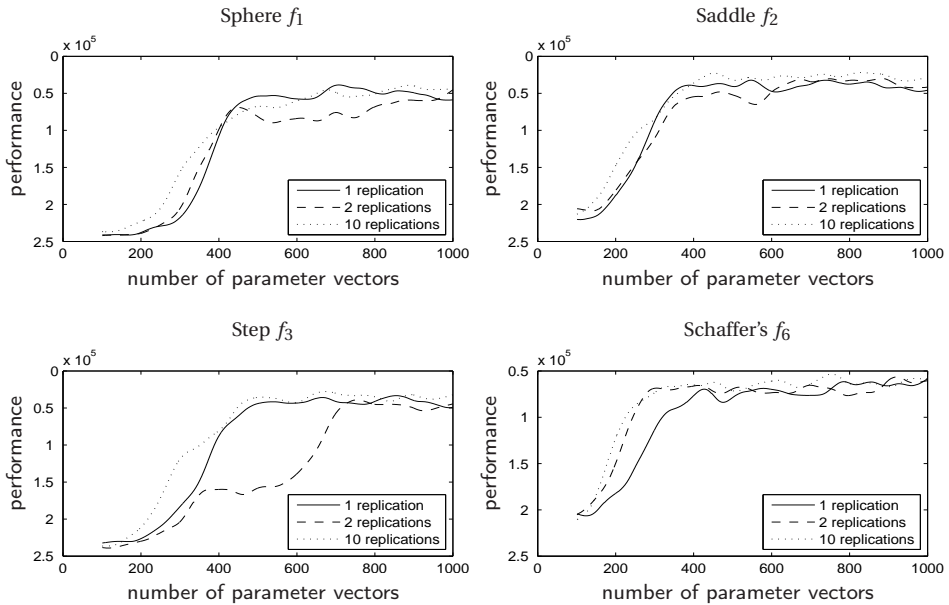 Sphere f1
x 10^5
0
0.5
1
1.5
2
2.5
0 200 400 600 800 1000
performance
number of parameter vectors
1 replication
2 replications
10 replications
Saddle f2
x 10^5
0
0.5
1
1.5
2
2.5
0 200 400 600 800 1000
performance
number of parameter vectors
1 replication
2 replications
10 replications
Step f3
x 10^5
0
0.5
1
1.5
2
2.5
0 200 400 600 800 1000
performance
number of parameter vectors
1 replication
2 replications
10 replications
Schaffer's f6
x 10^5
0.5
1
1.5
2
2.5
0 200 400 600 800 1000
performance
number of parameter vectors
1 replication
2 replications
10 replications